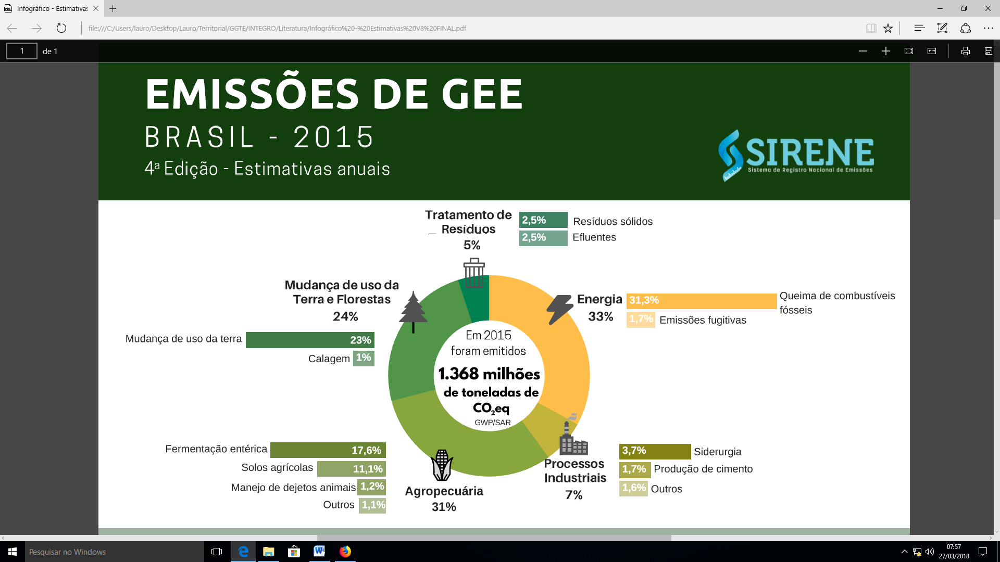 Infográfico - Estimativas
file:///C:/Users/lauro/Desktop/Lauro/Territorial/GGTE/INTEGRO/Literatura/Infográfico%20-%20Estimativas%20V8%20FINAL.pdf
1 de 1
EMISSÕES DE GEE
BRASIL - 2015
4ª Edição - Estimativas anuais
SIRENE
Sistema de Registro Nacional de Emissões
Tratamento de
Resíduos
5%
2,5% Resíduos sólidos
2,5% Efluentes
Mudança de uso da
Terra e Florestas
24%
Mudança de uso da terra 23%
Calagem 1%
Energia
33%
31,3% Queima de combustíveis
fósseis
1,7% Emissões fugitivas
Em 2015
foram emitidos
1.368 milhões
de toneladas de
CO₂eq
GWP/SAR
Fermentação entérica 17,6%
Solos agrícolas 11,1%
Manejo de dejetos animais 1,2%
Outros 1,1%
Agropecuária
31%
Processos
Industriais
7%
3,7% Siderurgia
1,7% Produção de cimento
1,6% Outros
Pesquisar no Windows
07:57
27/03/2018